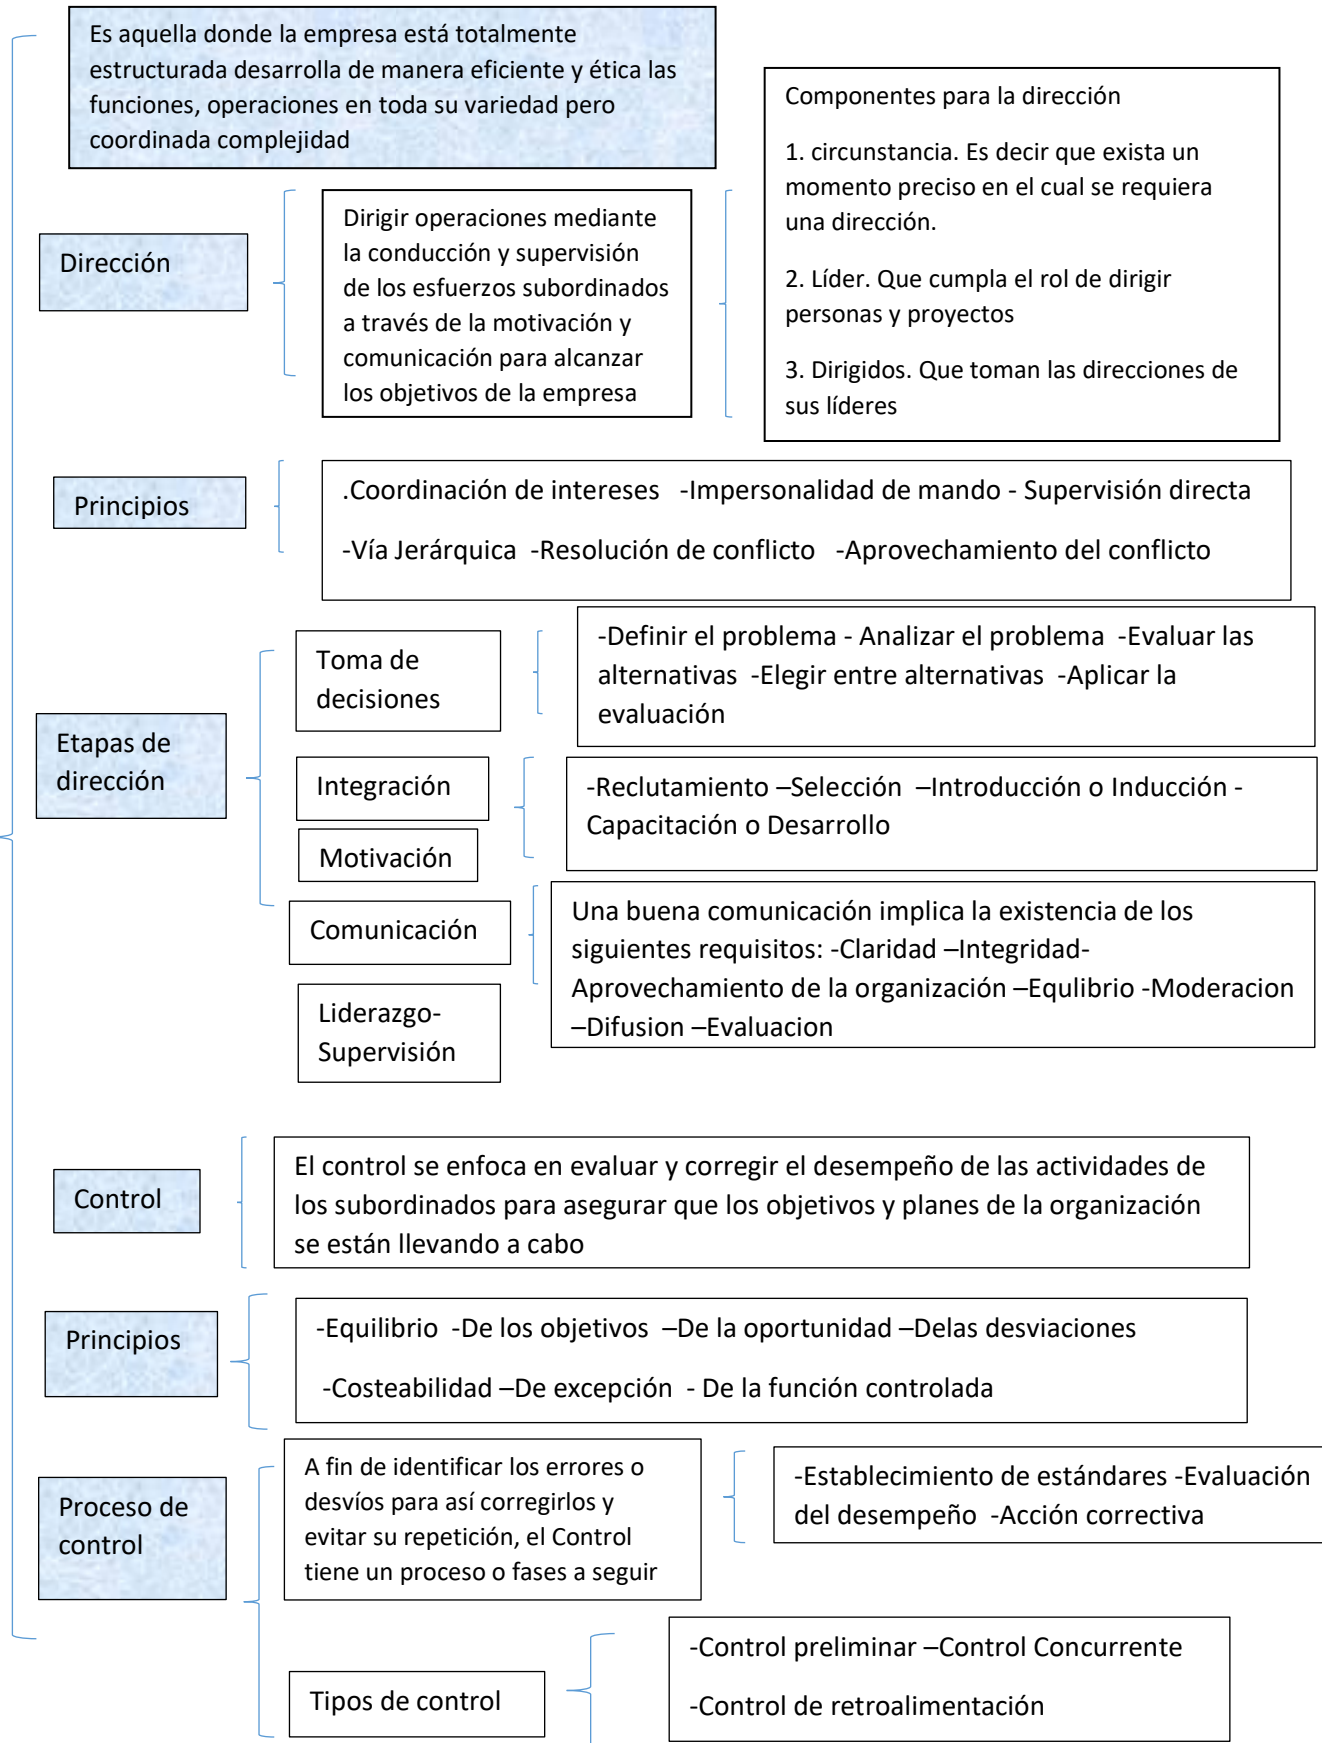 Es aquella donde la empresa está totalmente
estructurada desarrolla de manera eficiente y ética las
funciones, operaciones en toda su variedad pero
coordinada complejidad
Dirección
Dirigir operaciones mediante
la conducción y supervisión
de los esfuerzos subordinados
a través de la motivación y
comunicación para alcanzar
los objetivos de la empresa
Componentes para la dirección
1. circunstancia. Es decir que exista un
momento preciso en el cual se requiera
una dirección.
2. Líder. Que cumpla el rol de dirigir
personas y proyectos
3. Dirigidos. Que toman las direcciones de
sus líderes
Principios
.Coordinación de intereses -Impersonalidad de mando - Supervisión directa
-Vía Jerárquica -Resolución de conflicto -Aprovechamiento del conflicto
Etapas de
dirección
Toma de
decisiones
-Definir el problema - Analizar el problema -Evaluar las
alternativas -Elegir entre alternativas -Aplicar la
evaluación
Integración
-Reclutamiento –Selección –Introducción o Inducción -
Capacitación o Desarrollo
Motivación
Comunicación
Una buena comunicación implica la existencia de los
siguientes requisitos: -Claridad –Integridad-
Aprovechamiento de la organización –Equlibrio -Moderacion
–Difusion –Evaluacion
Liderazgo-
Supervisión
Control
El control se enfoca en evaluar y corregir el desempeño de las actividades de
los subordinados para asegurar que los objetivos y planes de la organización
se están llevando a cabo
Principios
-Equilibrio -De los objetivos –De la oportunidad –Delas desviaciones
-Costeabilidad –De excepción - De la función controlada
Proceso de
control
A fin de identificar los errores o
desvíos para así corregirlos y
evitar su repetición, el Control
tiene un proceso o fases a seguir
-Establecimiento de estándares -Evaluación
del desempeño -Acción correctiva
Tipos de control
-Control preliminar –Control Concurrente
-Control de retroalimentación